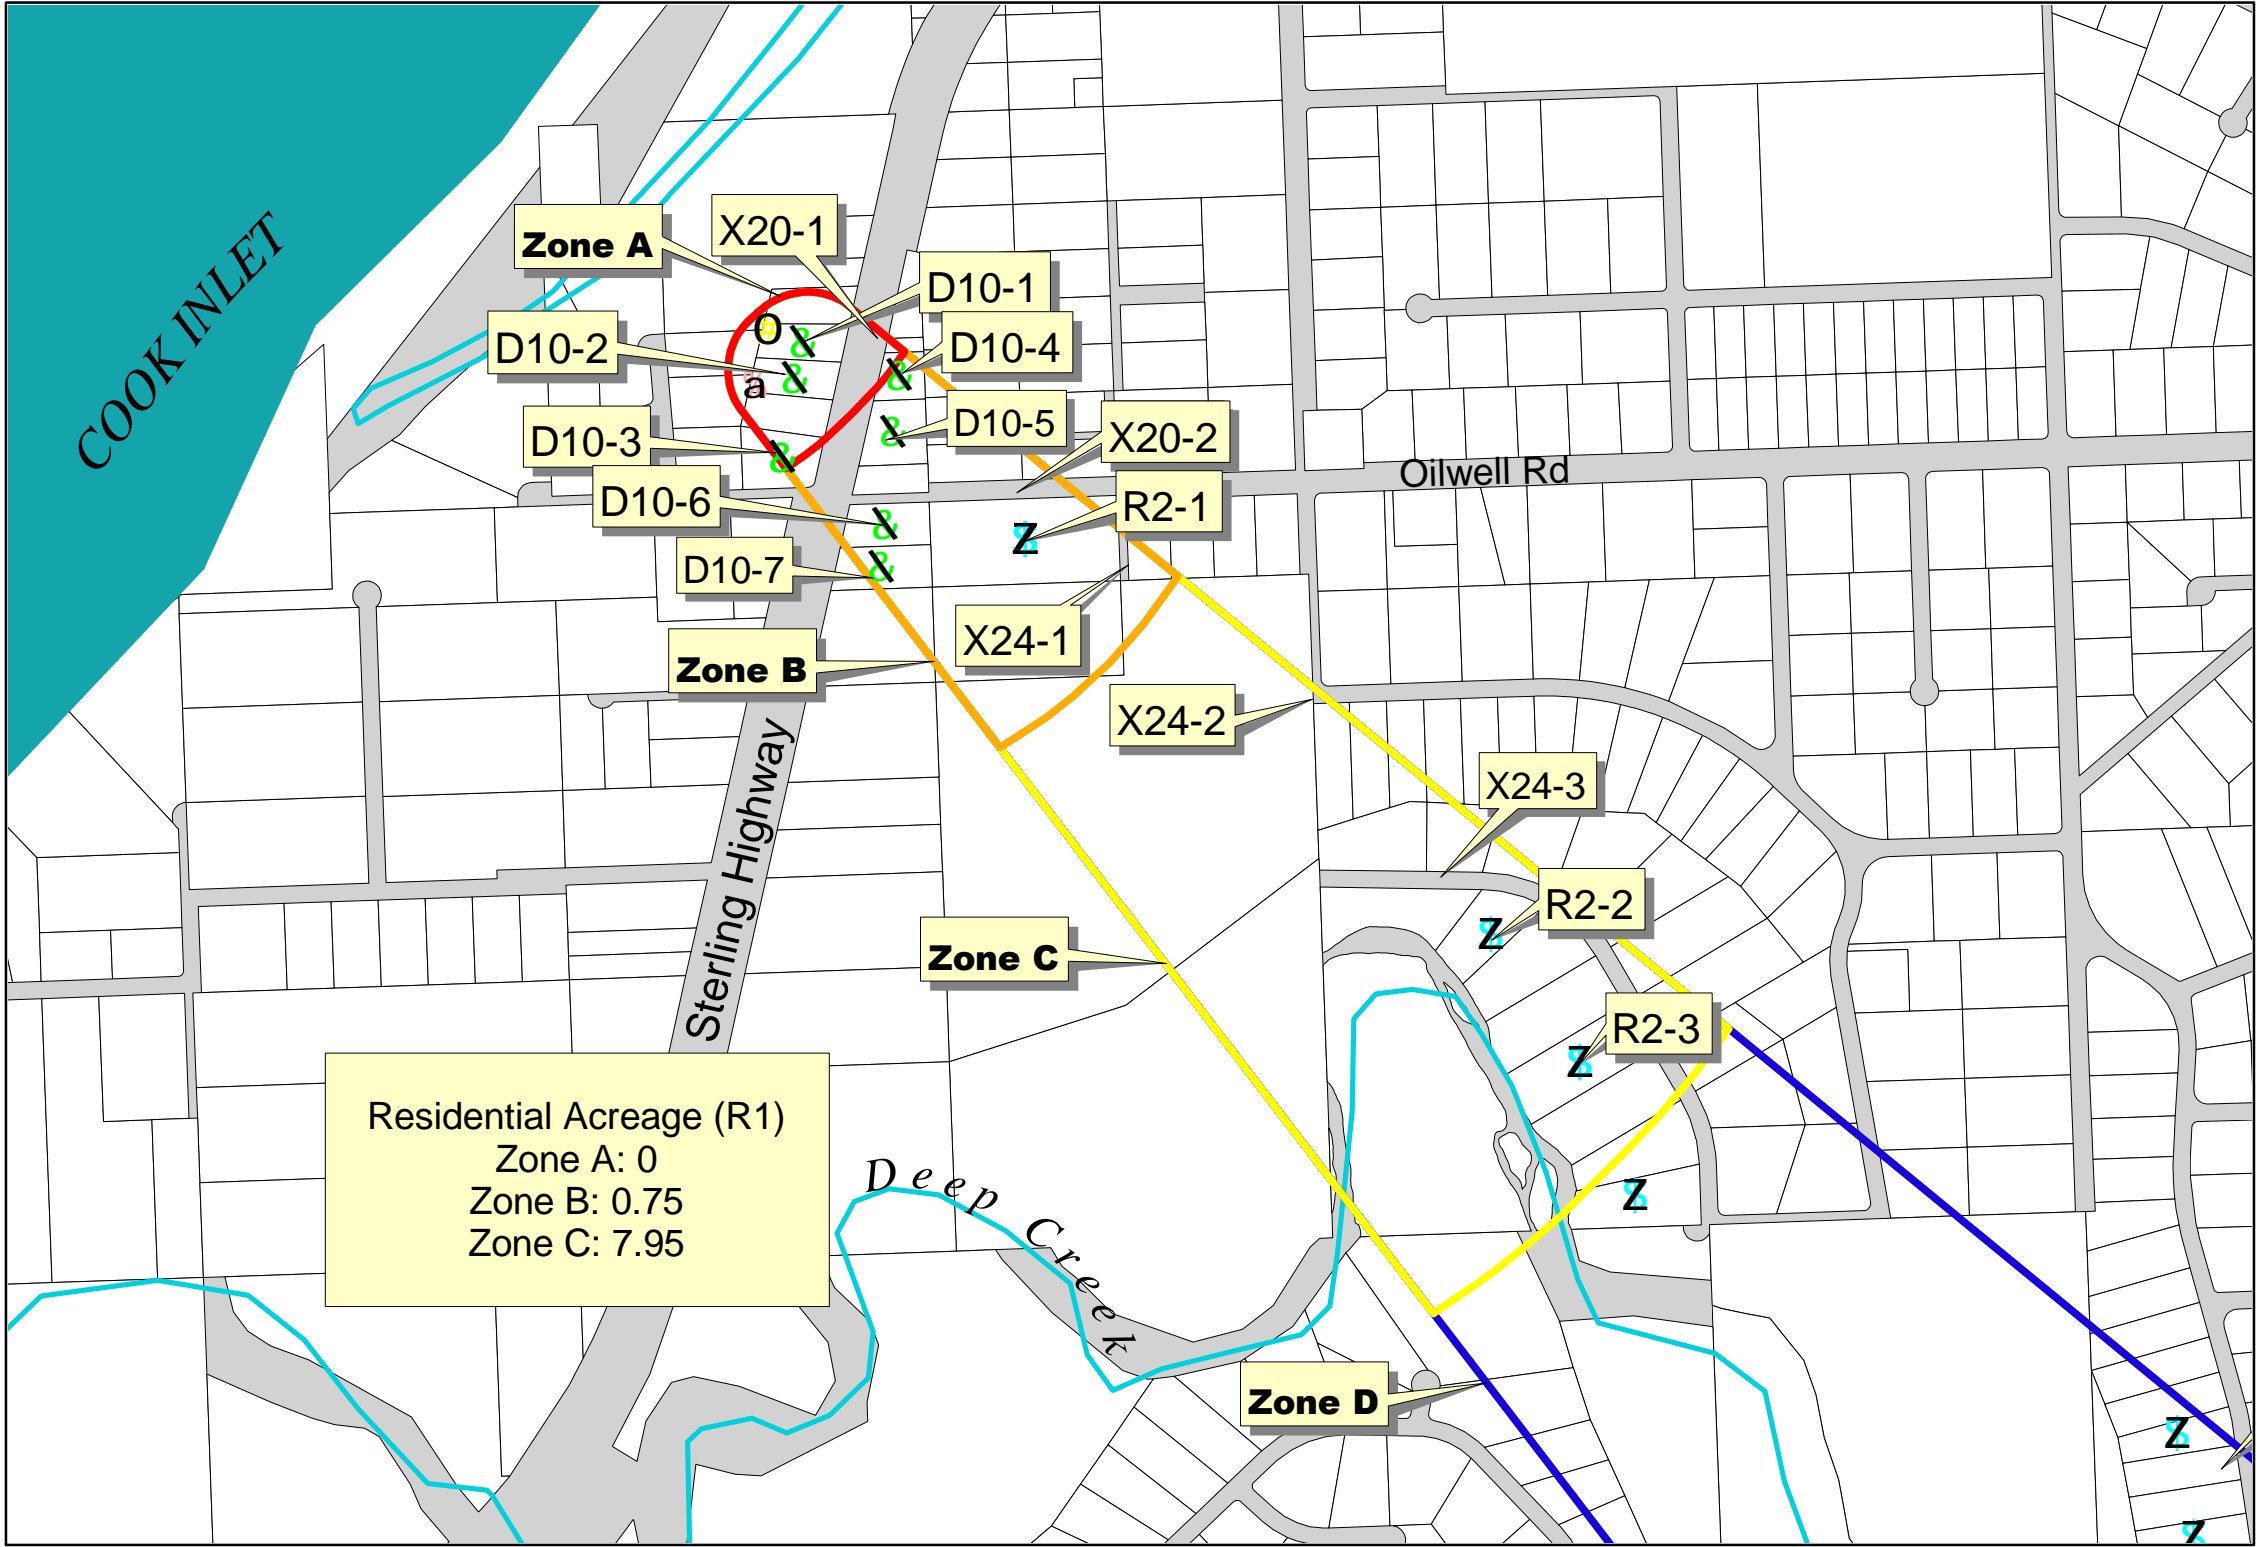 COOK INLET
Zone A
X20-1
D10-1
D10-2
D10-4
O
a
D10-3
D10-5
X20-2
Oilwell Rd
D10-6
R2-1
Z
D10-7
X24-1
Zone B
X24-2
Sterling Highway
X24-3
R2-2
Z
Zone C
R2-3
Z
Residential Acreage (R1)
Zone A: 0
Zone B: 0.75
Zone C: 7.95
Deep Creek
Z
Zone D
Z
Z